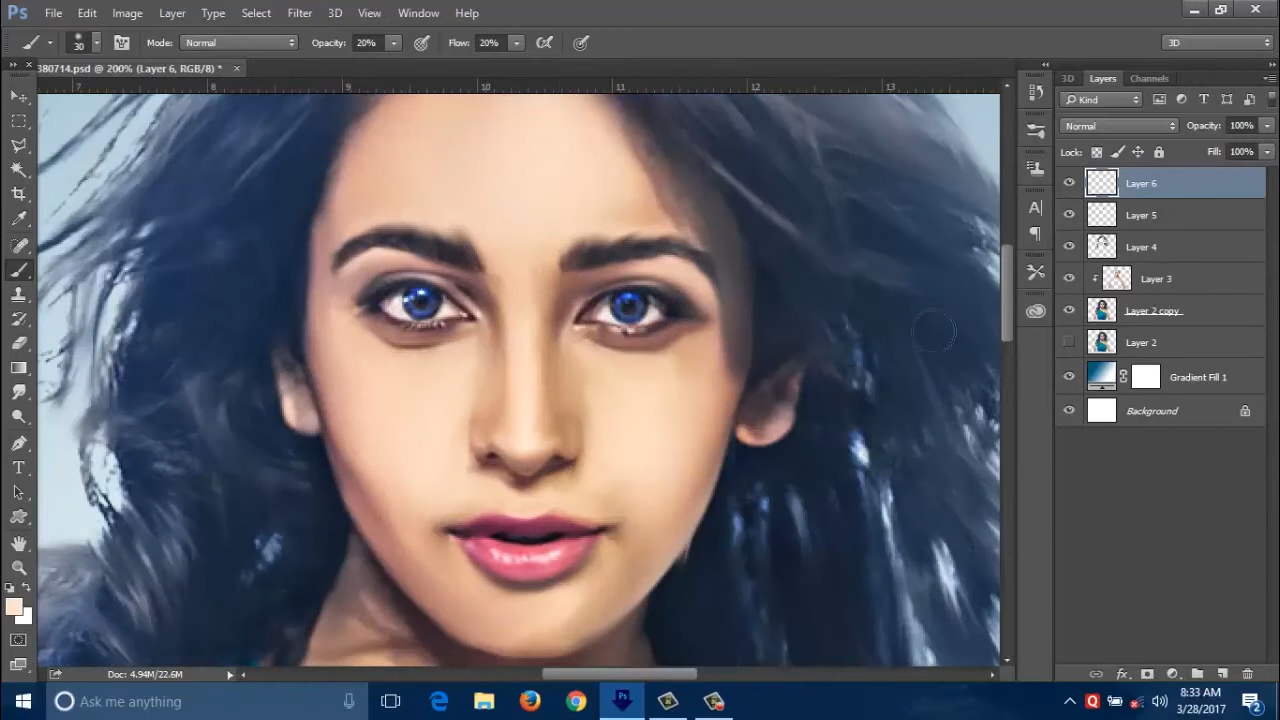 Ps File Edit Image Layer Type Select Filter 3D View Window Help
30 Mode: Normal Opacity: 20% Flow: 20% 3D
380714.psd @ 200% (Layer 6, RGB/8) *
3D Layers Channels
7 8 9 10 11 12 13
Kind
Normal Opacity: 100%
Lock: Fill: 100%
Layer 6
Layer 5
Layer 4
Layer 3
Layer 2 copy
Layer 2
Gradient Fill 1
Background
Doc: 4.94M/22.6M
Ask me anything
8:33 AM
3/28/2017